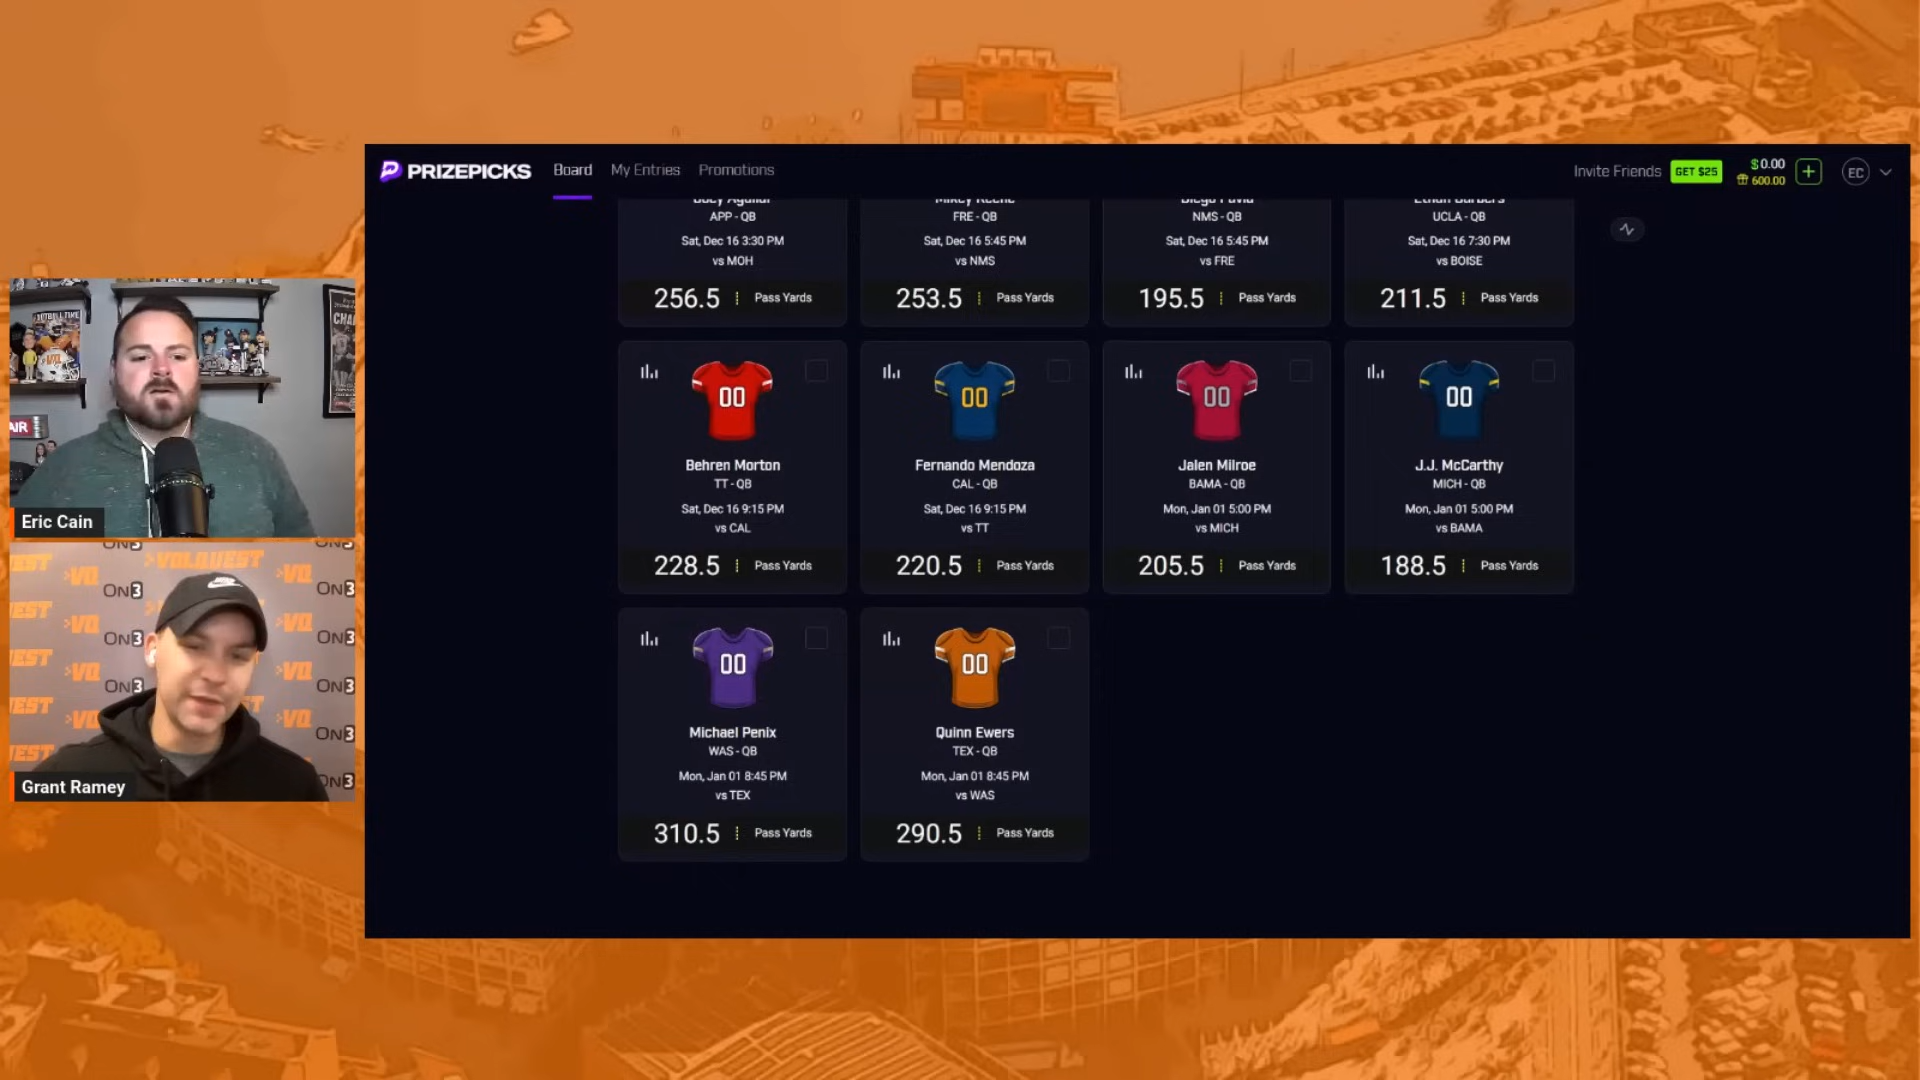 PRIZEPICKS
Board
My Entries
Promotions
Invite Friends
GET $25
$0.00
600.00
EC
APP - QB
Sat, Dec 16 3:30 PM
vs MOH
256.5
Pass Yards
FRE - QB
Sat, Dec 16 5:45 PM
vs NMS
253.5
Pass Yards
NMS - QB
Sat, Dec 16 5:45 PM
vs FRE
195.5
Pass Yards
UCLA - QB
Sat, Dec 16 7:30 PM
vs BOISE
211.5
Pass Yards
00
Behren Morton
TT - QB
Sat, Dec 16 9:15 PM
vs CAL
228.5
Pass Yards
00
Fernando Mendoza
CAL - QB
Sat, Dec 16 9:15 PM
vs TT
220.5
Pass Yards
00
Jalen Milroe
BAMA - QB
Mon, Jan 01 5:00 PM
vs MICH
205.5
Pass Yards
00
J.J. McCarthy
MICH - QB
Mon, Jan 01 5:00 PM
vs BAMA
188.5
Pass Yards
00
Michael Penix
WAS - QB
Mon, Jan 01 8:45 PM
vs TEX
310.5
Pass Yards
00
Quinn Ewers
TEX - QB
Mon, Jan 01 8:45 PM
vs WAS
290.5
Pass Yards
Eric Cain
VOLQUEST
VQ
ON3
Grant Ramey